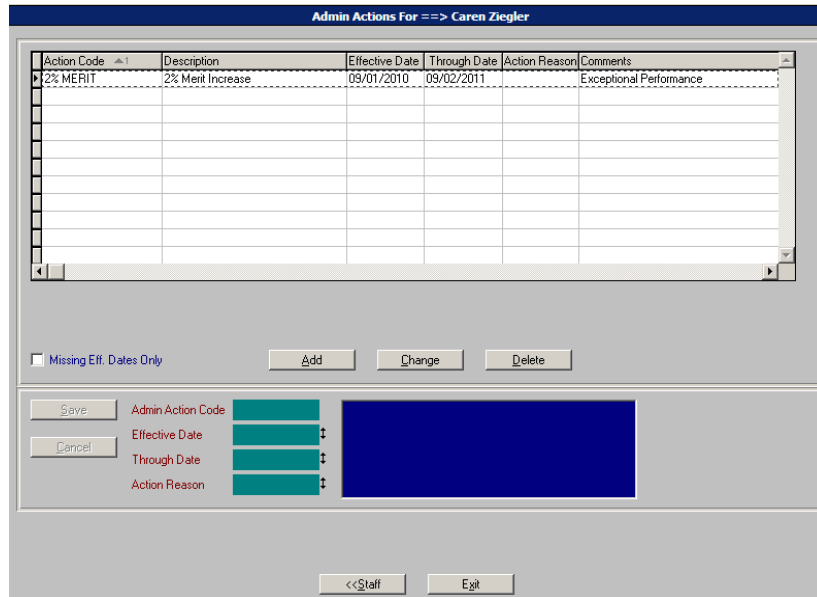 Admin Actions For ==> Caren Ziegler
Action Code 1 Description Effective Date Through Date Action Reason Comments
2% MERIT 2% Merit Increase 09/01/2010 09/02/2011 Exceptional Performance
Missing Eff. Dates Only Add Change Delete
Save Admin Action Code
Effective Date
Cancel
Through Date
Action Reason
<<Staff Exit